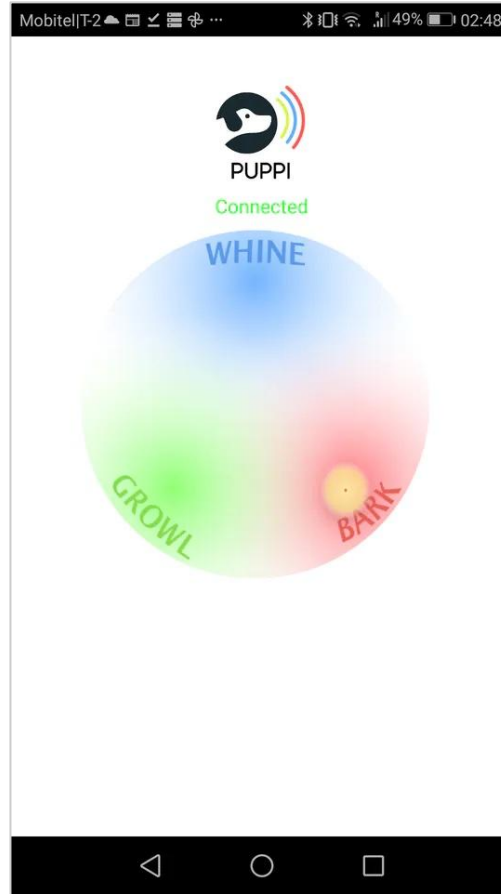 Mobitel|T-2 ... 49% 02:48
PUPPI
Connected
WHINE
GROWL
BARK